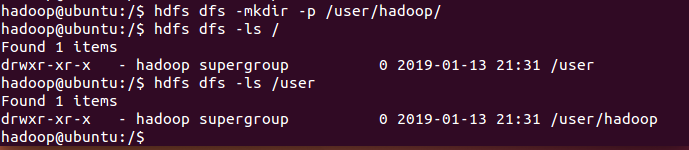 hadoop@ubuntu:/$ hdfs dfs -mkdir -p /user/hadoop/
hadoop@ubuntu:/$ hdfs dfs -ls /
Found 1 items
drwxr-xr-x   - hadoop supergroup          0 2019-01-13 21:31 /user
hadoop@ubuntu:/$ hdfs dfs -ls /user
Found 1 items
drwxr-xr-x   - hadoop supergroup          0 2019-01-13 21:31 /user/hadoop
hadoop@ubuntu:/$